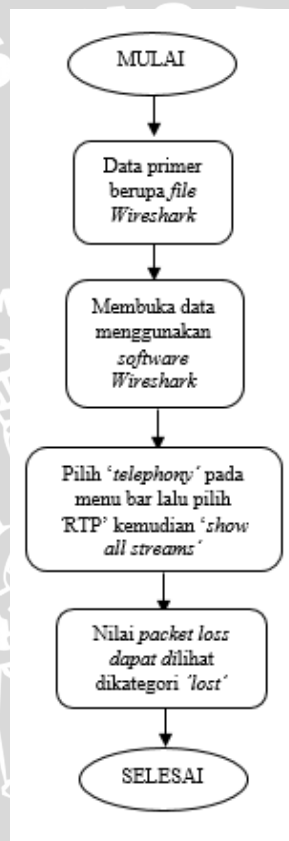 MULAI
Data primer
berupa file
Wireshark
Membuka data
menggunakan
software
Wireshark
Pilih ‘telephony’ pada
menu bar lalu pilih
‘RTP’ kemudian ‘show
all streams’
Nilai packet loss
dapat dilihat
dikategori ‘lost’
SELESAI